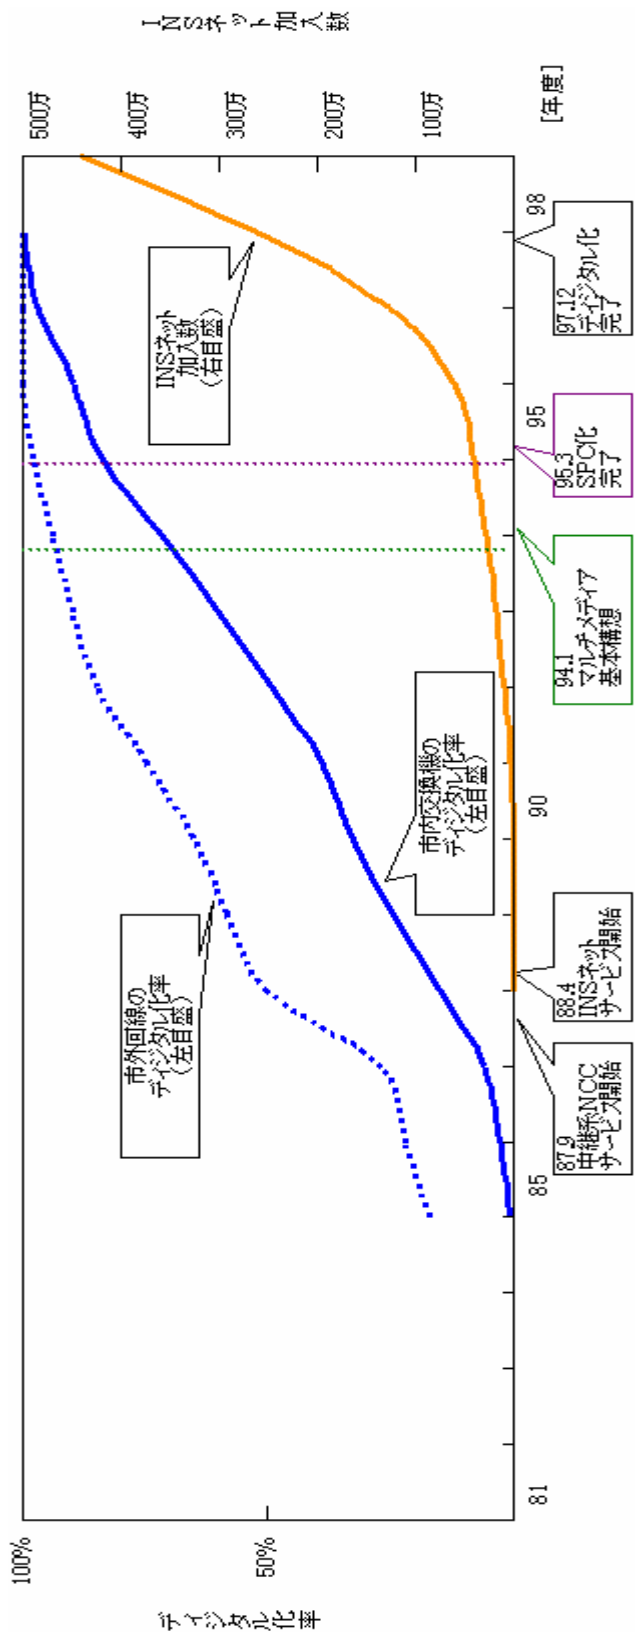 ディジタル化率
100%
50%
INSネット加入数
500万
400万
300万
200万
100万
[年度]
81
85
90
95
98
市外回線の
ディジタル化率
(左目盛)
市内交換機の
ディジタル化率
(左目盛)
INSネット
加入数
(右目盛)
87.9
中継系NCC
サービス開始
88.4
INSネット
サービス開始
94.1
マルチメディア
基本構想
95.3
SPC化
完了
97.12
ディジタル化
完了